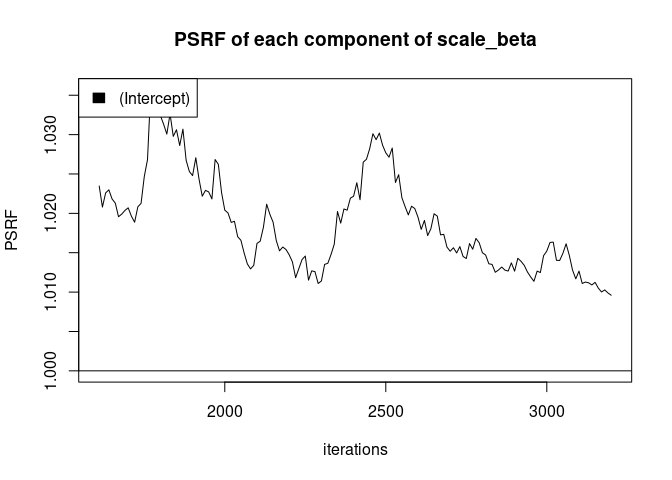 PSRF of each component of scale_beta
(Intercept)
PSRF
1.030
1.020
1.010
1.000
2000 2500 3000
iterations